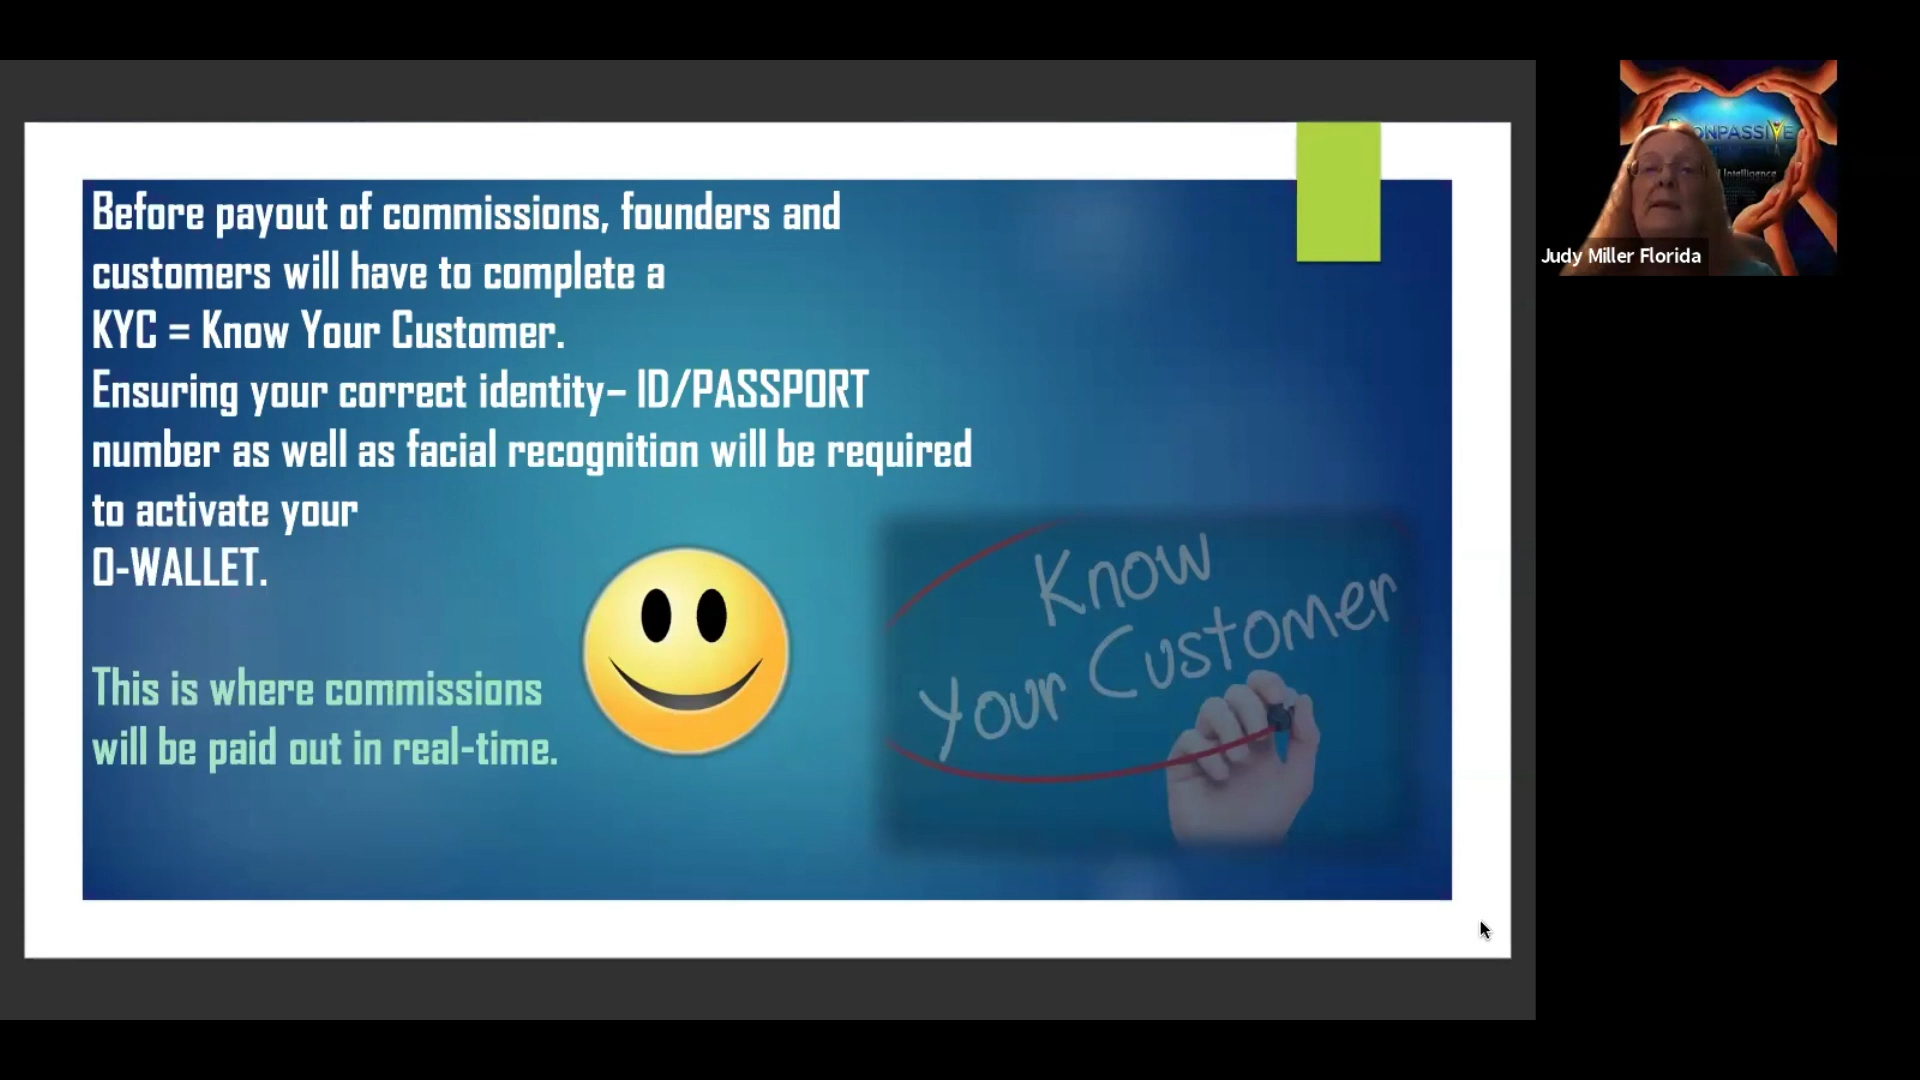 Before payout of commissions, founders and
customers will have to complete a
KYC = Know Your Customer.
Ensuring your correct identity– ID/PASSPORT
number as well as facial recognition will be required
to activate your
O-WALLET.
This is where commissions
will be paid out in real-time.
Know
Your Customer
ONPASSIVE
Intelligence
Judy Miller Florida